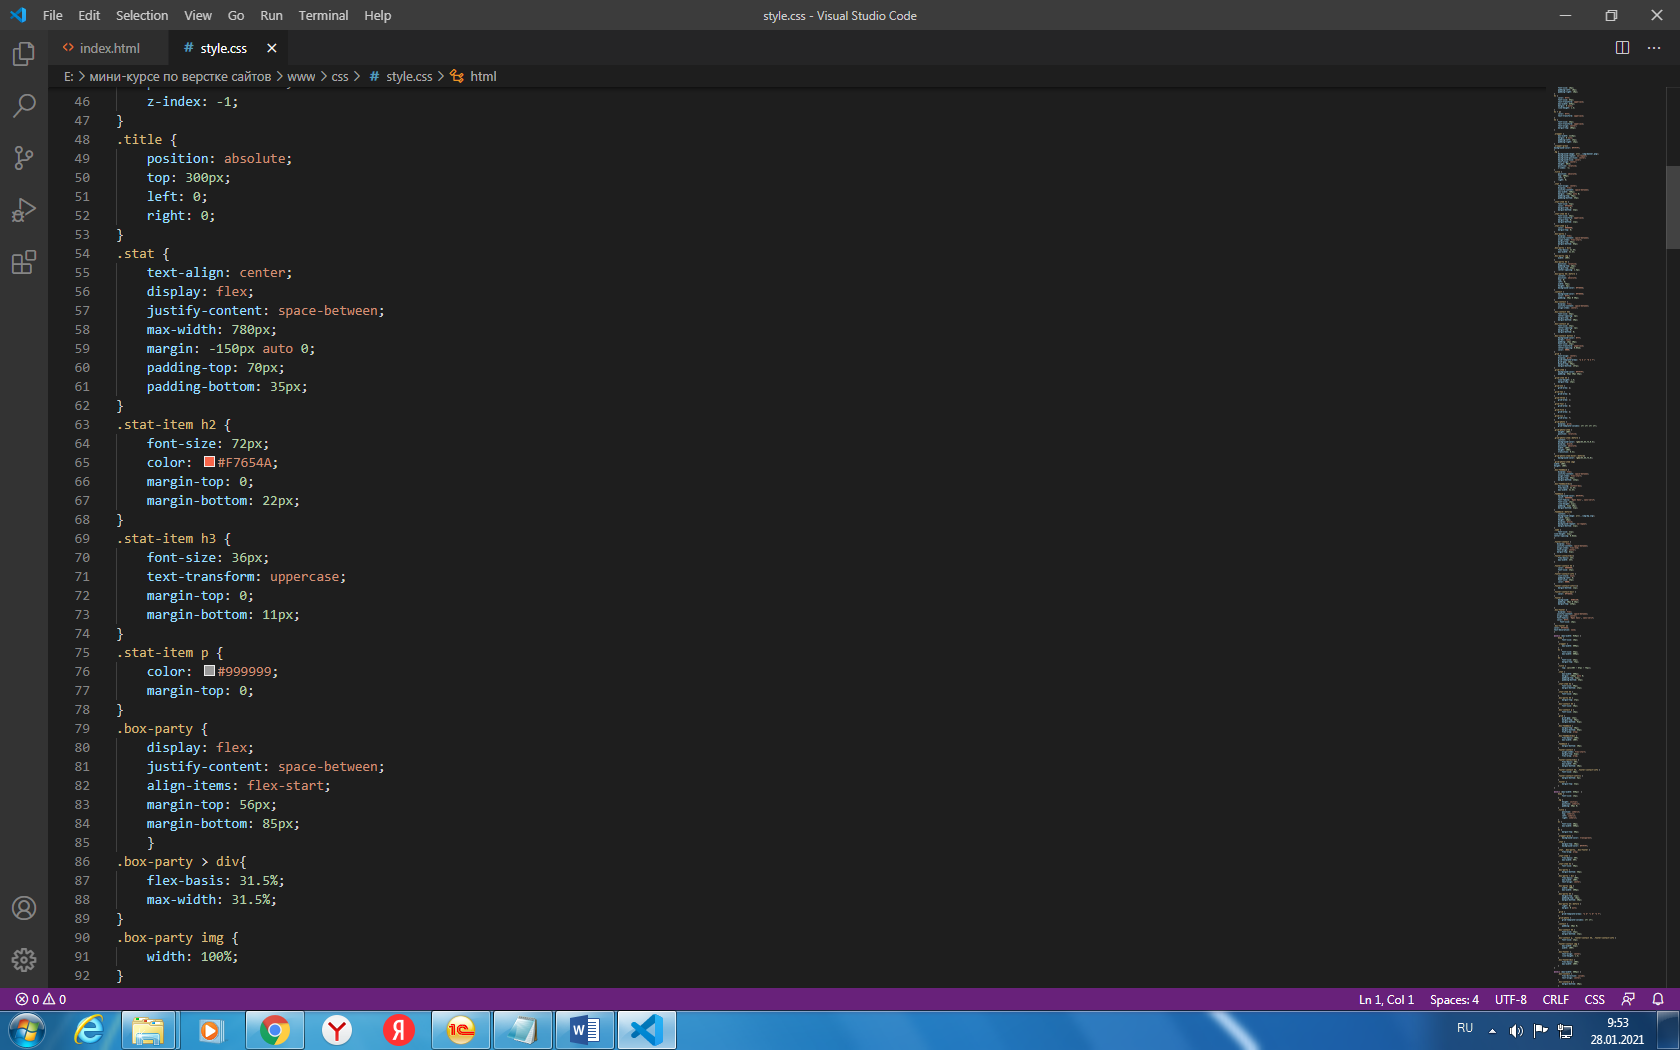 File Edit Selection View Go Run Terminal Help
style.css - Visual Studio Code
<> index.html
# style.css
E: > мини-курсе по верстке сайтов > www > css > # style.css > html
46 z-index: -1;
47 }
48 .title {
49 position: absolute;
50 top: 300px;
51 left: 0;
52 right: 0;
53 }
54 .stat {
55 text-align: center;
56 display: flex;
57 justify-content: space-between;
58 max-width: 780px;
59 margin: -150px auto 0;
60 padding-top: 70px;
61 padding-bottom: 35px;
62 }
63 .stat-item h2 {
64 font-size: 72px;
65 color: #F7654A;
66 margin-top: 0;
67 margin-bottom: 22px;
68 }
69 .stat-item h3 {
70 font-size: 36px;
71 text-transform: uppercase;
72 margin-top: 0;
73 margin-bottom: 11px;
74 }
75 .stat-item p {
76 color: #999999;
77 margin-top: 0;
78 }
79 .box-party {
80 display: flex;
81 justify-content: space-between;
82 align-items: flex-start;
83 margin-top: 56px;
84 margin-bottom: 85px;
85 }
86 .box-party > div{
87 flex-basis: 31.5%;
88 max-width: 31.5%;
89 }
90 .box-party img {
91 width: 100%;
92 }
0 0
Ln 1, Col 1 Spaces: 4 UTF-8 CRLF CSS
RU
9:53
28.01.2021